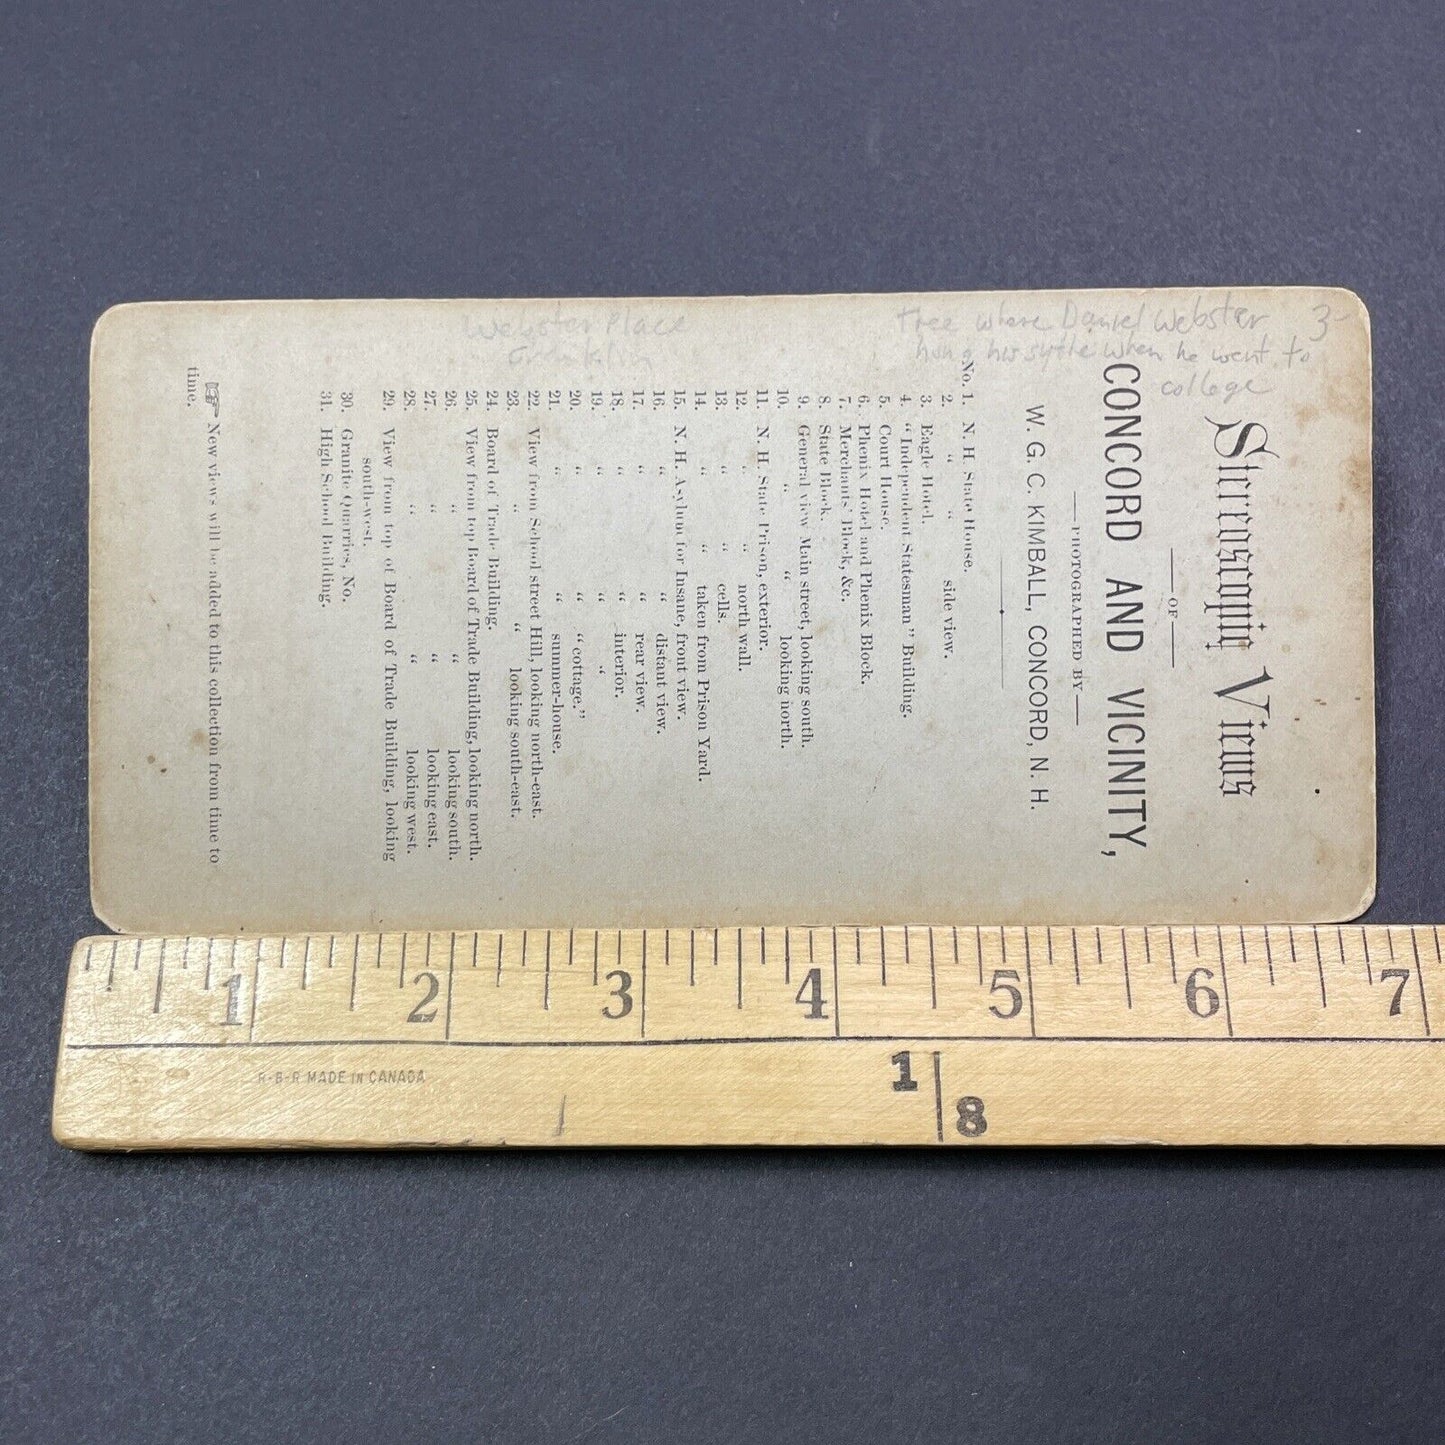 Webster Place
Franklin
tree where Daniel Webster 3-
hung his sythe when he went to
college
Stereoscopic Views
OF
CONCORD AND VICINITY,
PHOTOGRAPHED BY
W. G. C. KIMBALL, CONCORD, N. H.
No. 1. N. H. State House.
2. " " side view.
3. Eagle Hotel.
4. "Independent Statesman" Building.
5. Court House.
6. Phenix Hotel and Phenix Block.
7. Merchants' Block, &c.
8. State Block.
9. General view Main street, looking south.
10. " " looking north.
11. N. H. State Prison, exterior.
12. " " north wall.
13. " " cells.
14. " " taken from Prison Yard.
15. N. H. Asylum for Insane, front view.
16. " " distant view.
17. " " rear view.
18. " " interior.
19. " " "
20. " " "cottage."
21. " " summer-house.
22. View from School street Hill, looking north-east.
23. " " looking south-east.
24. Board of Trade Building.
25. View from top Board of Trade Building, looking north.
26. " " looking south.
27. " " looking east.
28. " " looking west.
29. View from top of Board of Trade Building, looking
south-west.
30. Granite Quarries, No.
31. High School Building.
☞ New views will be added to this collection from time to
time.
1 2 3 4 5 6 7
R·B·R MADE IN CANADA
1
8